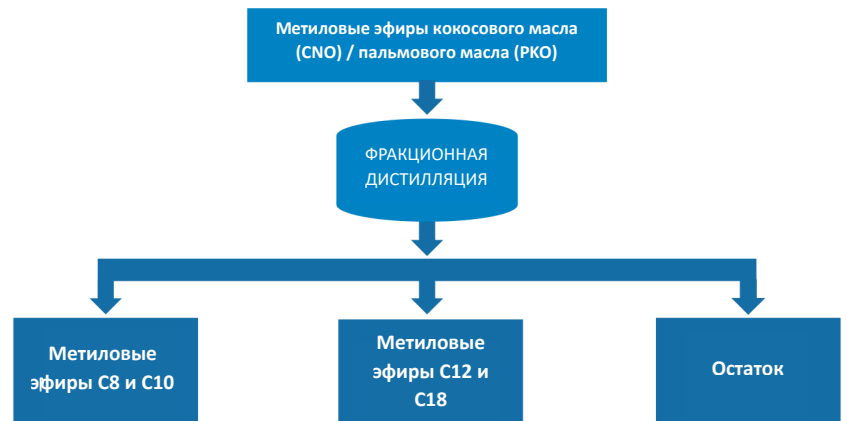 Метиловые эфиры кокосового масла
(CNO) / пальмового масла (PKO)
ФРАКЦИОННАЯ
ДИСТИЛЛЯЦИЯ
Метиловые
эфиры C8 и C10
Метиловые
эфиры C12 и
C18
Остаток